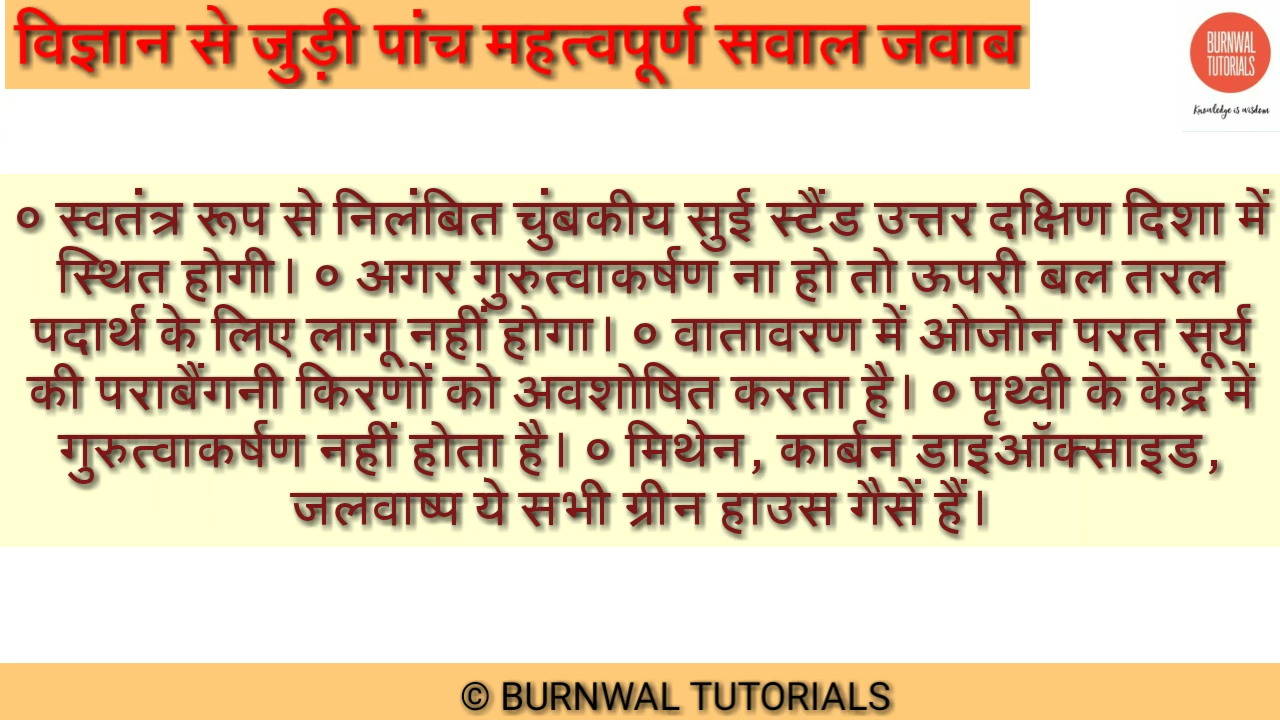 विज्ञान से जुड़ी पांच महत्वपूर्ण सवाल जवाब
BURNWAL
TUTORIALS
Knowledge is wisdom
० स्वतंत्र रूप से निलंबित चुंबकीय सुई स्टैंड उत्तर दक्षिण दिशा में
स्थित होगी। ० अगर गुरुत्वाकर्षण ना हो तो ऊपरी बल तरल
पदार्थ के लिए लागू नहीं होगा। ० वातावरण में ओजोन परत सूर्य
की पराबैंगनी किरणों को अवशोषित करता है। ० पृथ्वी के केंद्र में
गुरुत्वाकर्षण नहीं होता है। ० मिथेन, कार्बन डाइऑक्साइड,
जलवाष्प ये सभी ग्रीन हाउस गैसें हैं।
© BURNWAL TUTORIALS